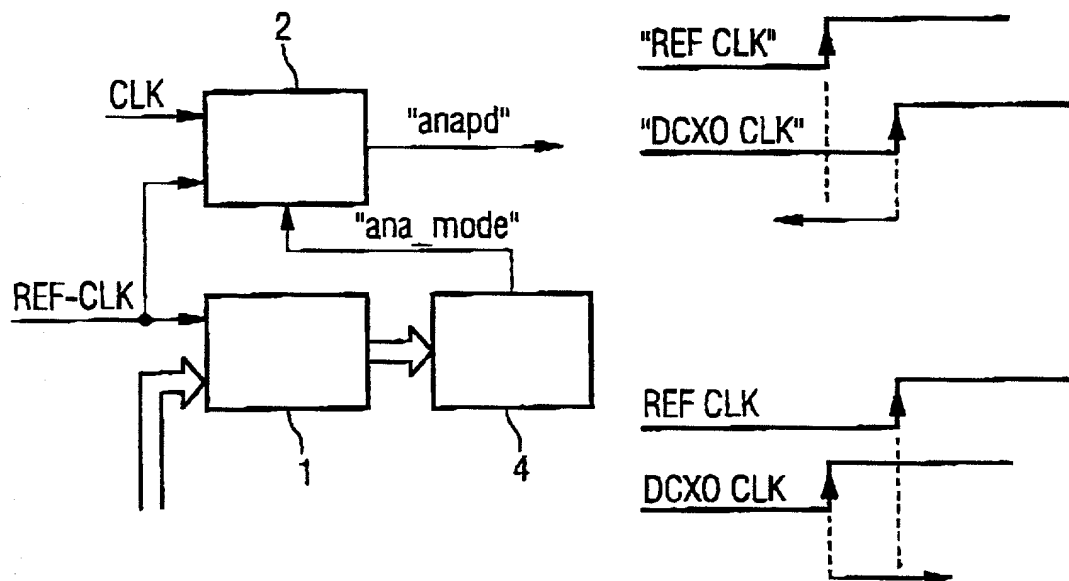 2
CLK
"anapd"
"ana_mode"
REF-CLK
1
4
"REF CLK"
"DCXO CLK"
REF CLK
DCXO CLK